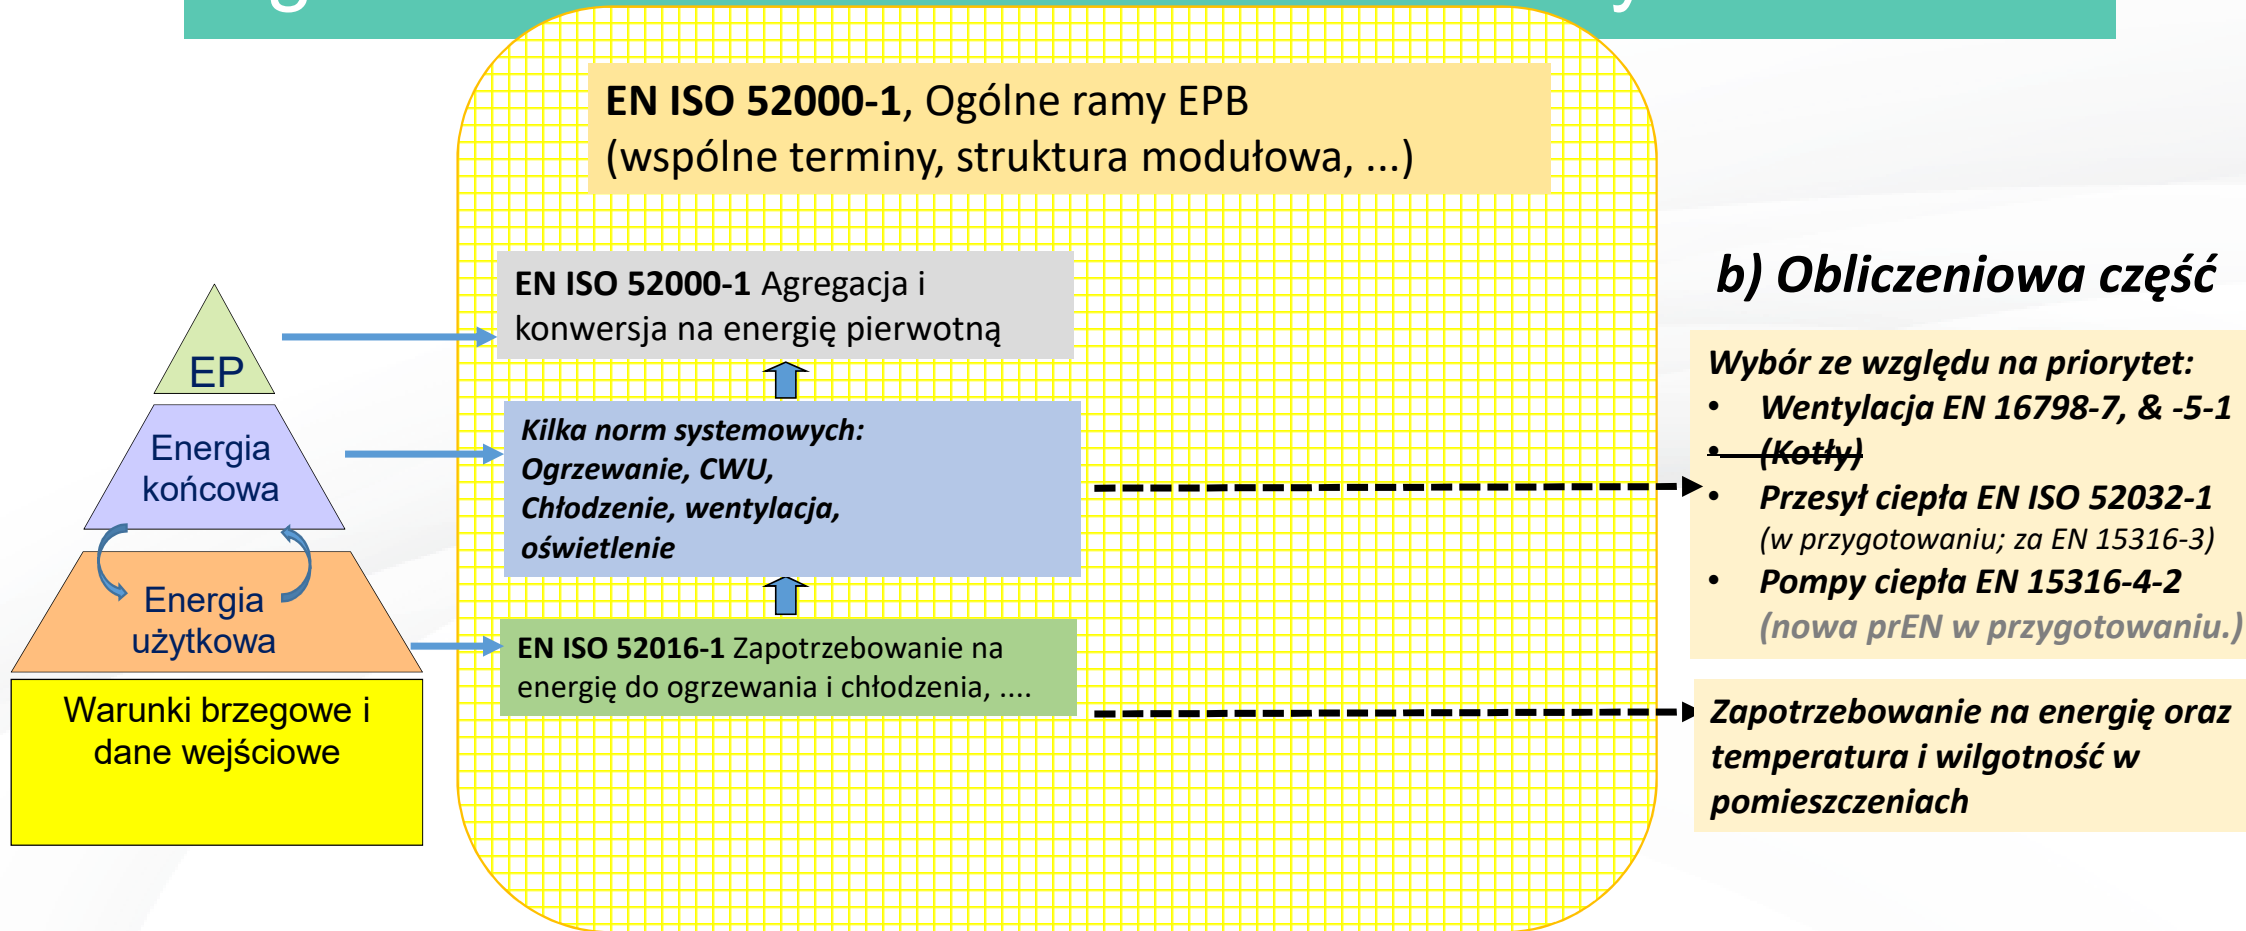 EN ISO 52000-1, Ogólne ramy EPB
(wspólne terminy, struktura modułowa, ...)
EP
Energia
końcowa
Energia
użytkowa
Warunki brzegowe i
dane wejściowe
EN ISO 52000-1 Agregacja i
konwersja na energię pierwotną
Kilka norm systemowych:
Ogrzewanie, CWU,
Chłodzenie, wentylacja,
oświetlenie
EN ISO 52016-1 Zapotrzebowanie na
energię do ogrzewania i chłodzenia, ....
b) Obliczeniowa część
Wybór ze względu na priorytet:
• Wentylacja EN 16798-7, & -5-1
• (Kotły)
• Przesył ciepła EN ISO 52032-1
(w przygotowaniu; za EN 15316-3)
• Pompy ciepła EN 15316-4-2
(nowa prEN w przygotowaniu.)
Zapotrzebowanie na energię oraz
temperatura i wilgotność w
pomieszczeniach